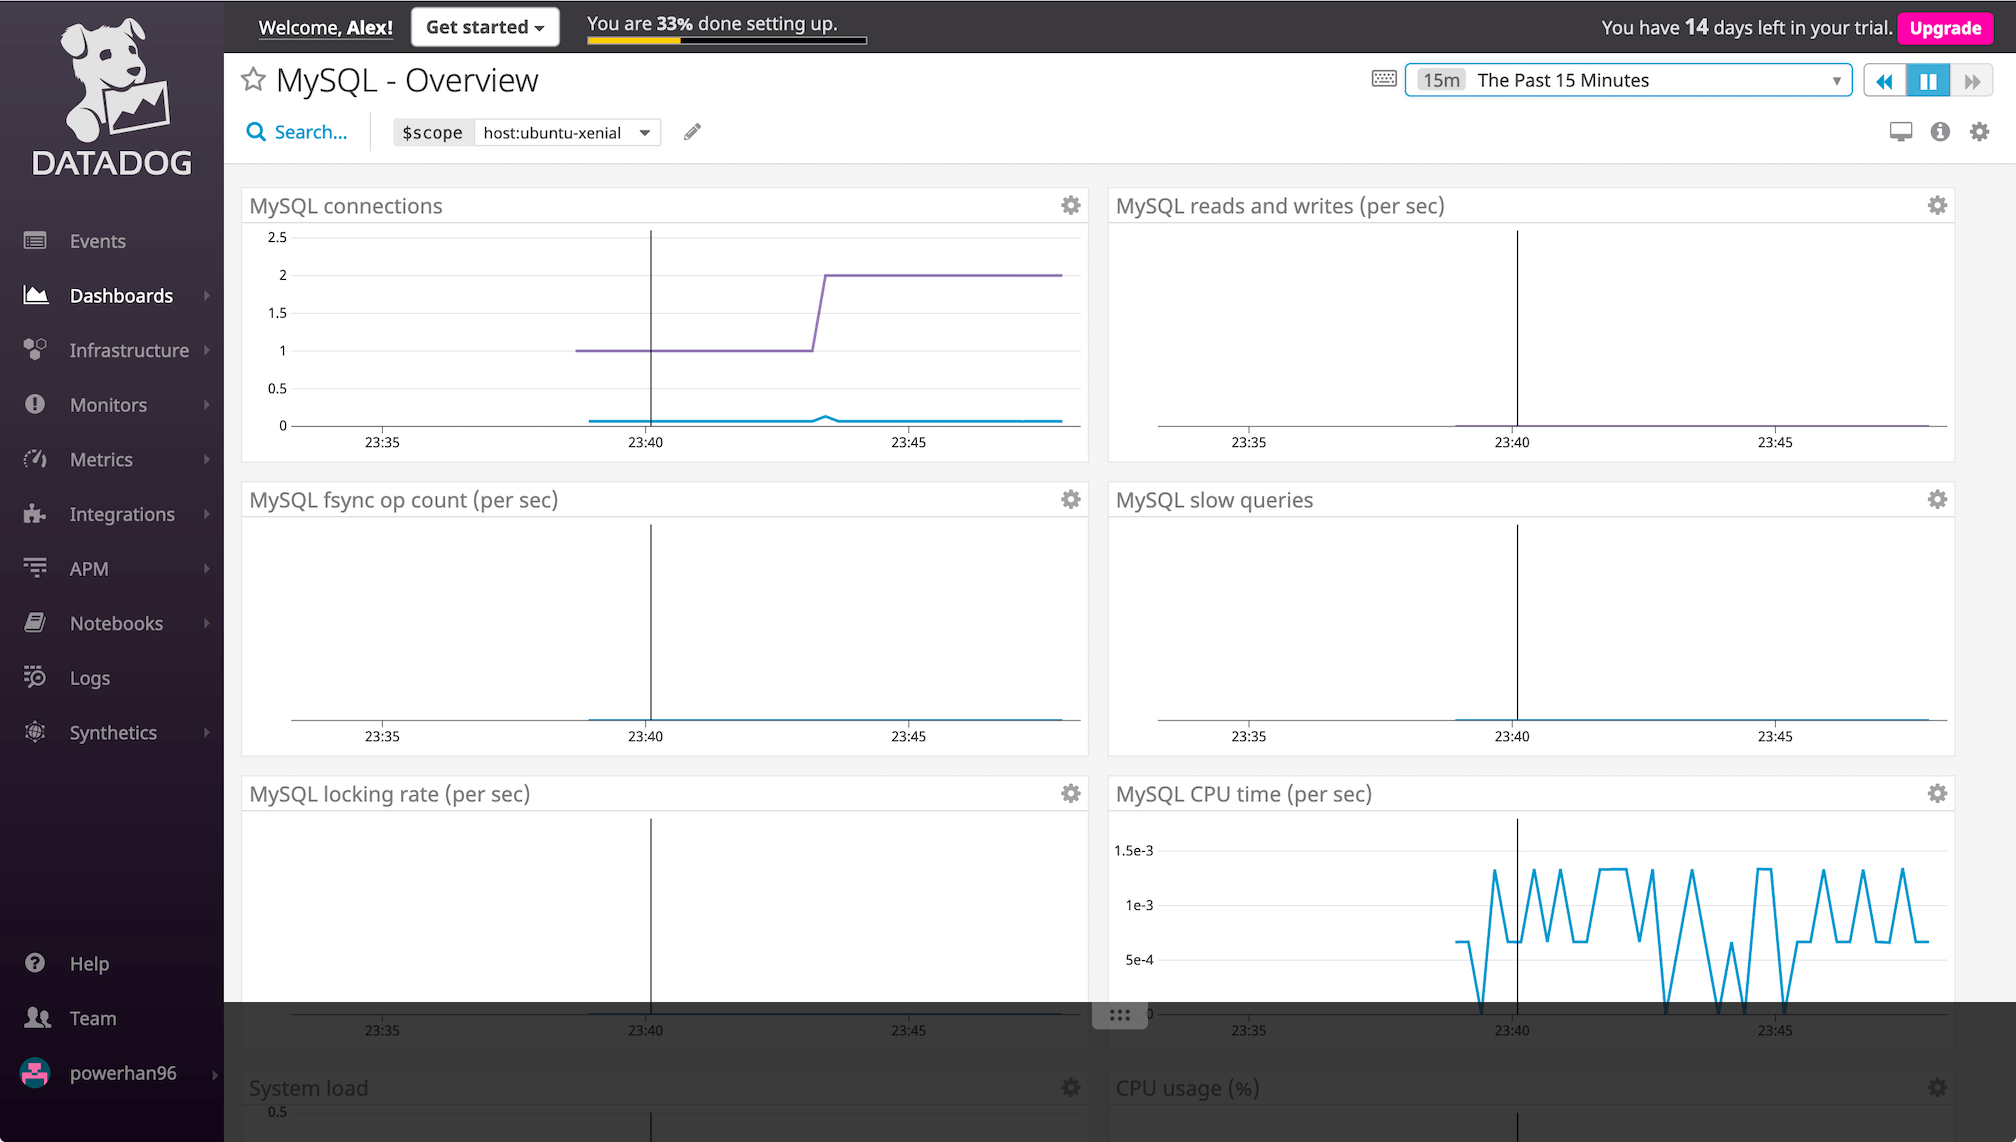 Welcome, Alex!
Get started
You are 33% done setting up.
You have 14 days left in your trial.
Upgrade
DATADOG
Events
Dashboards
Infrastructure
Monitors
Metrics
Integrations
APM
Notebooks
Logs
Synthetics
Help
Team
powerhan96
MySQL - Overview
15m The Past 15 Minutes
Search...
$scope host:ubuntu-xenial
MySQL connections
2.5
2
1.5
1
0.5
0
23:35 23:40 23:45
MySQL reads and writes (per sec)
23:35 23:40 23:45
MySQL fsync op count (per sec)
23:35 23:40 23:45
MySQL slow queries
23:35 23:40 23:45
MySQL locking rate (per sec)
23:35 23:40 23:45
MySQL CPU time (per sec)
1.5e-3
1e-3
5e-4
0
23:35 23:40 23:45
System load
0.5
CPU usage (%)